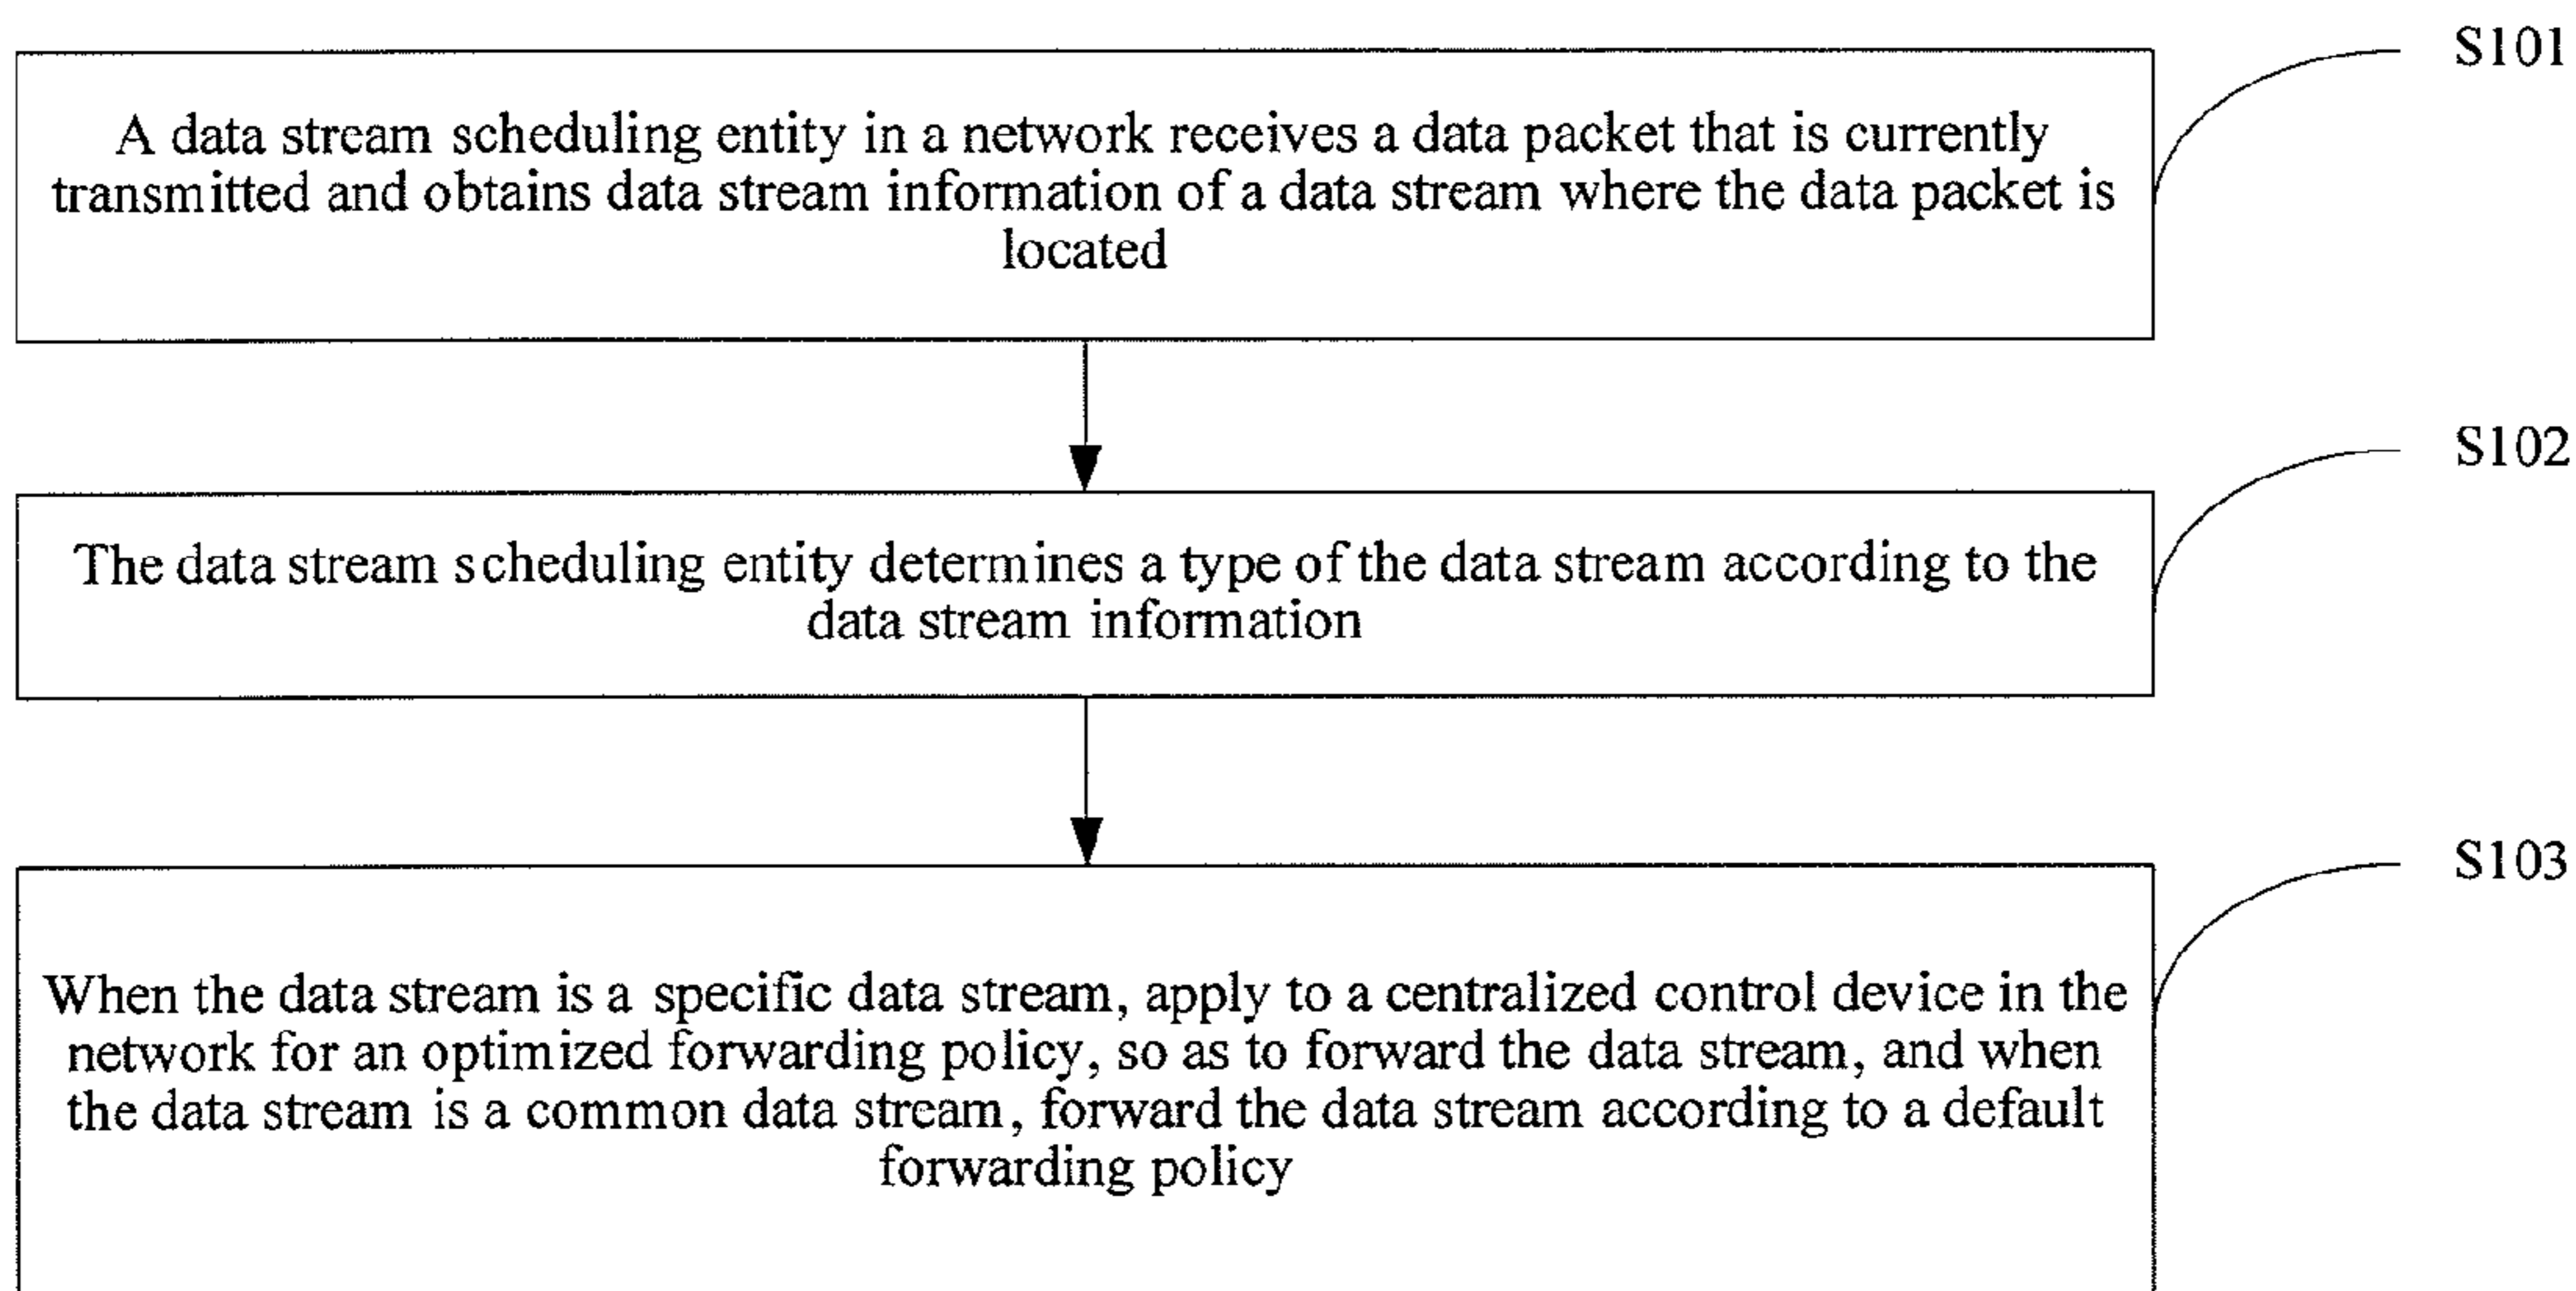 S101
A data stream scheduling entity in a network receives a data packet that is currently
transmitted and obtains data stream information of a data stream where the data packet is
located
S102
The data stream scheduling entity determines a type of the data stream according to the
data stream information
S103
When the data stream is a specific data stream, apply to a centralized control device in the
network for an optimized forwarding policy, so as to forward the data stream, and when
the data stream is a common data stream, forward the data stream according to a default
forwarding policy